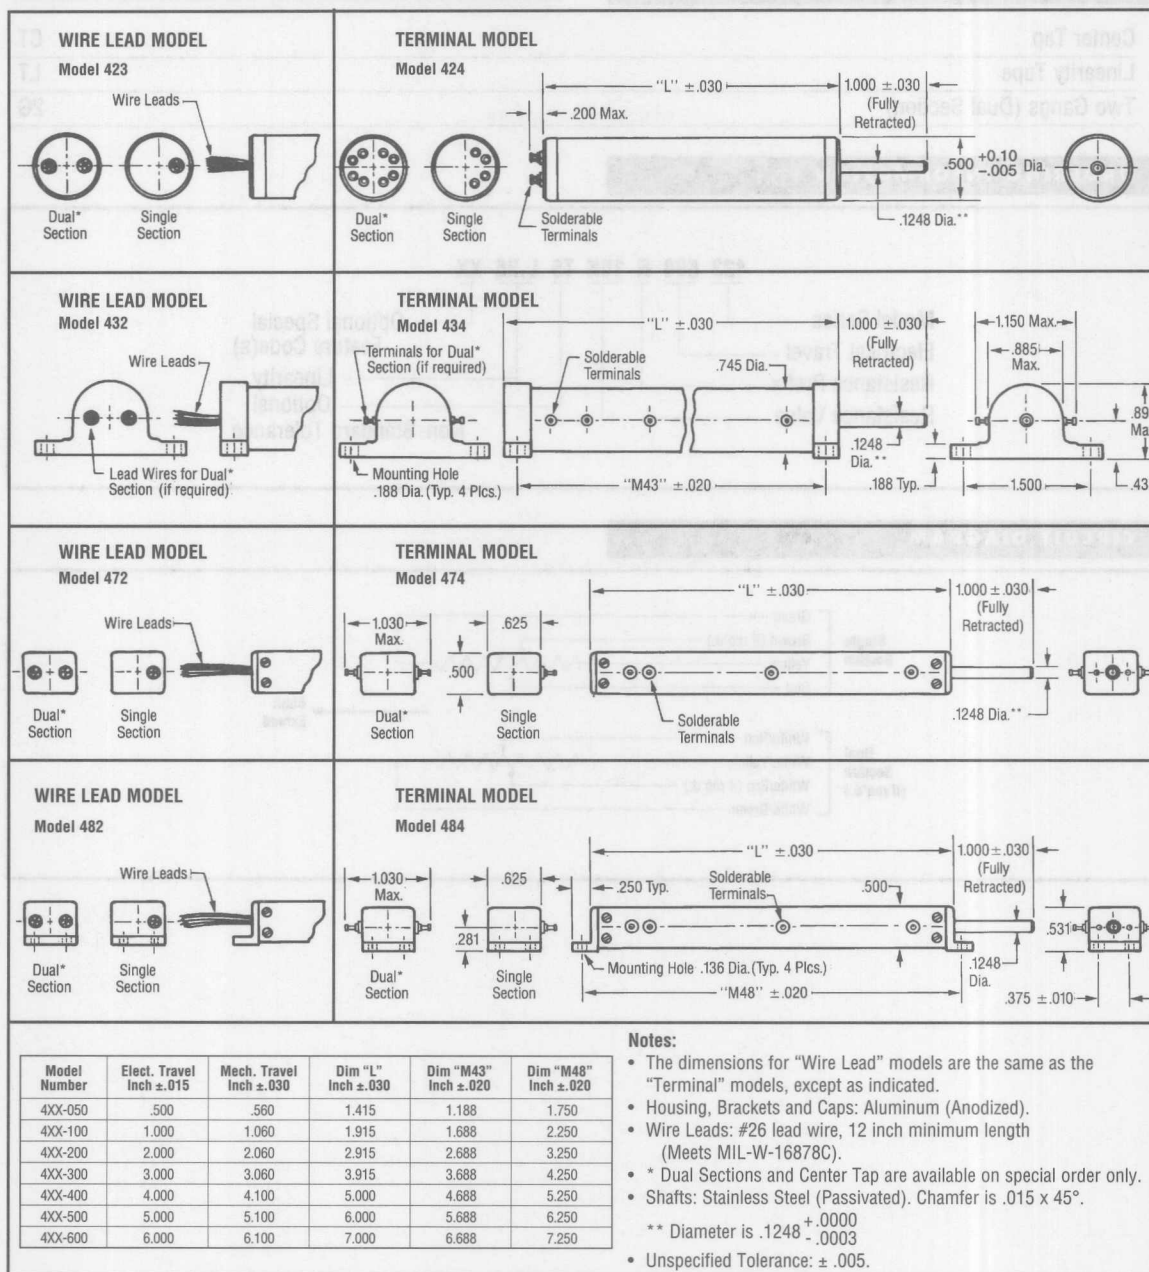 WIRE LEAD MODEL
Model 423
Wire Leads
Dual*
Section
Single
Section
TERMINAL MODEL
Model 424
"L" ±.030
1.000 ±.030
(Fully
Retracted)
.200 Max.
.500 +0.10 -.005 Dia.
.1248 Dia.**
Dual*
Section
Single
Section
Solderable
Terminals
WIRE LEAD MODEL
Model 432
Wire Leads
Lead Wires for Dual*
Section (if required)
TERMINAL MODEL
Model 434
Terminals for Dual*
Section (if required)
"L" ±.030
1.000 ±.030
(Fully
Retracted)
1.150 Max.
.885
Max.
Solderable
Terminals
.745 Dia.
.1248
Dia.**
Mounting Hole
.188 Dia. (Typ. 4 Plcs.)
"M43" ±.020
.188 Typ.
1.500
WIRE LEAD MODEL
Model 472
Wire Leads
Dual*
Section
Single
Section
TERMINAL MODEL
Model 474
1.030
Max.
.625
.500
"L" ±.030
1.000 ±.030
(Fully
Retracted)
Dual*
Section
Single
Section
Solderable
Terminals
.1248 Dia.**
WIRE LEAD MODEL
Model 482
Wire Leads
Dual*
Section
Single
Section
TERMINAL MODEL
Model 484
1.030
Max.
.625
.281
"L" ±.030
1.000 ±.030
(Fully
Retracted)
.250 Typ.
Solderable
Terminals
.500
.531
Dual*
Section
Single
Section
Mounting Hole .136 Dia. (Typ. 4 Plcs.)
"M48" ±.020
.1248
Dia.
.375 ±.010
Model Number Elect. Travel Inch ±.015 Mech. Travel Inch ±.030 Dim "L" Inch ±.030 Dim "M43" Inch ±.020 Dim "M48" Inch ±.020
4XX-050 .500 .560 1.415 1.188 1.750
4XX-100 1.000 1.060 1.915 1.688 2.250
4XX-200 2.000 2.060 2.915 2.688 3.250
4XX-300 3.000 3.060 3.915 3.688 4.250
4XX-400 4.000 4.100 5.000 4.688 5.250
4XX-500 5.000 5.100 6.000 5.688 6.250
4XX-600 6.000 6.100 7.000 6.688 7.250
Notes:
• The dimensions for "Wire Lead" models are the same as the
"Terminal" models, except as indicated.
• Housing, Brackets and Caps: Aluminum (Anodized).
• Wire Leads: #26 lead wire, 12 inch minimum length
(Meets MIL-W-16878C).
• * Dual Sections and Center Tap are available on special order only.
• Shafts: Stainless Steel (Passivated). Chamfer is .015 x 45°.
** Diameter is .1248 +.0000 -.0003
• Unspecified Tolerance: ± .005.